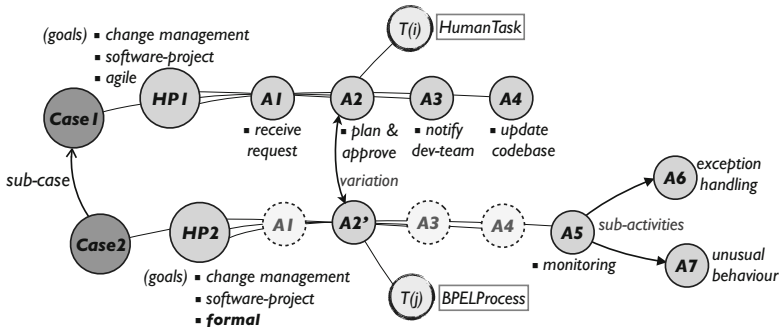 T(i) HumanTask
(goals) ▪ change management
▪ software-project
▪ agile
Case1 HP1 A1 A2 A3 A4
▪ receive request
▪ plan & approve
▪ notify dev-team
▪ update codebase
sub-case
variation
A6 exception handling
Case2 HP2 A1 A2' A3 A4 A5
sub-activities
▪ monitoring
A7 unusual behaviour
(goals) ▪ change management
▪ software-project
▪ formal
T(j) BPELProcess